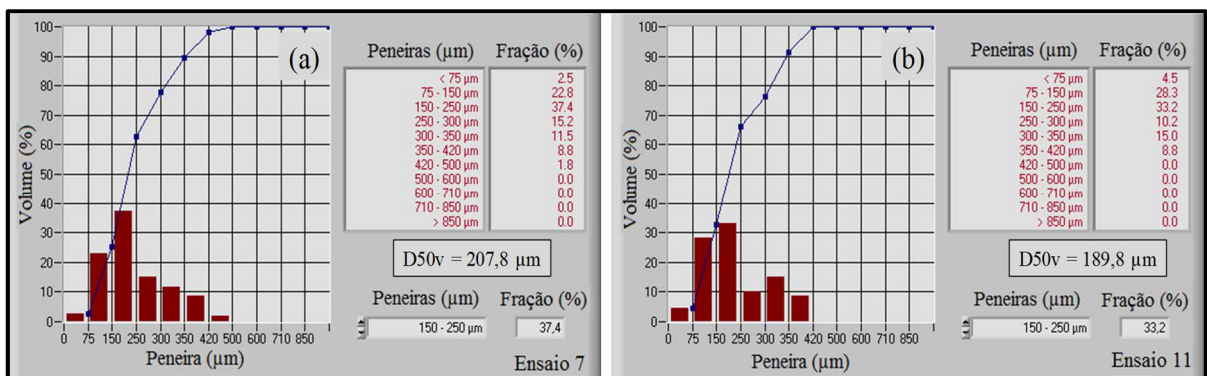 (a)
Volume (%)
100
90
80
70
60
50
40
30
20
10
0
0 75 150 250 300 350 420 500 600 710 850
Peneira (µm)
Peneiras (µm) Fração (%)
< 75 µm 2.5
75 - 150 µm 22.8
150 - 250 µm 37.4
250 - 300 µm 15.2
300 - 350 µm 11.5
350 - 420 µm 8.8
420 - 500 µm 1.8
500 - 600 µm 0.0
600 - 710 µm 0.0
710 - 850 µm 0.0
> 850 µm 0.0
D50v = 207,8 µm
Peneiras (µm) Fração (%)
150 - 250 µm 37,4
Ensaio 7
(b)
Volume (%)
100
90
80
70
60
50
40
30
20
10
0
0 75 150 250 300 350 420 500 600 710 850
Peneira (µm)
Peneiras (µm) Fração (%)
< 75 µm 4.5
75 - 150 µm 28.3
150 - 250 µm 33.2
250 - 300 µm 10.2
300 - 350 µm 15.0
350 - 420 µm 8.8
420 - 500 µm 0.0
500 - 600 µm 0.0
600 - 710 µm 0.0
710 - 850 µm 0.0
> 850 µm 0.0
D50v = 189,8 µm
Peneiras (µm) Fração (%)
150 - 250 µm 33,2
Ensaio 11